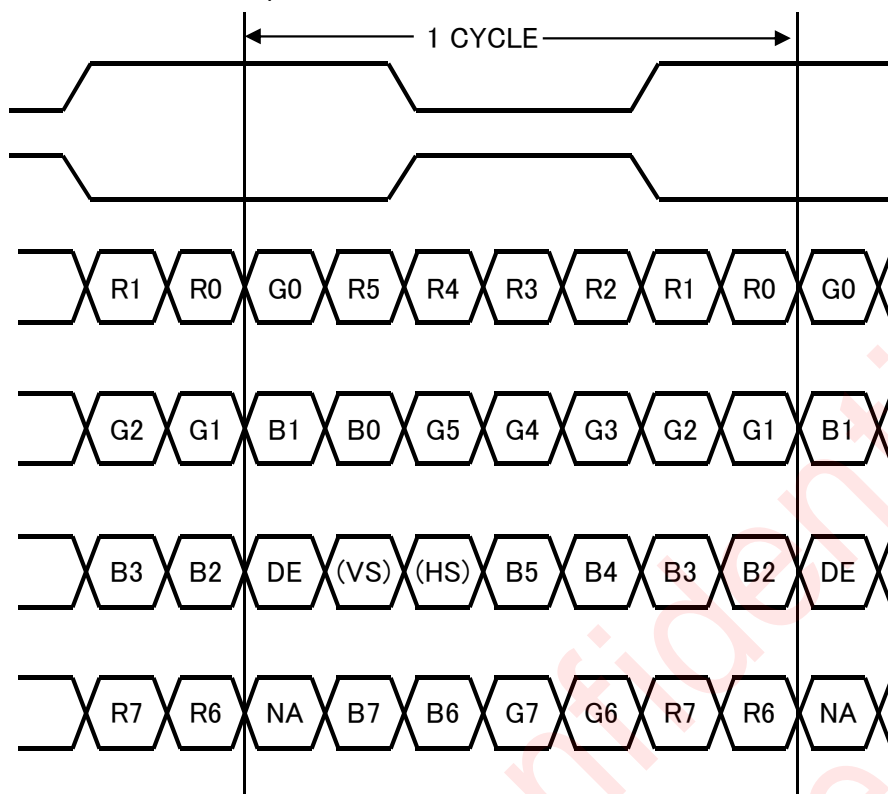 1 CYCLE
R1 R0 G0 R5 R4 R3 R2 R1 R0 G0
G2 G1 B1 B0 G5 G4 G3 G2 G1 B1
B3 B2 DE (VS) (HS) B5 B4 B3 B2 DE
R7 R6 NA B7 B6 G7 G6 R7 R6 NA